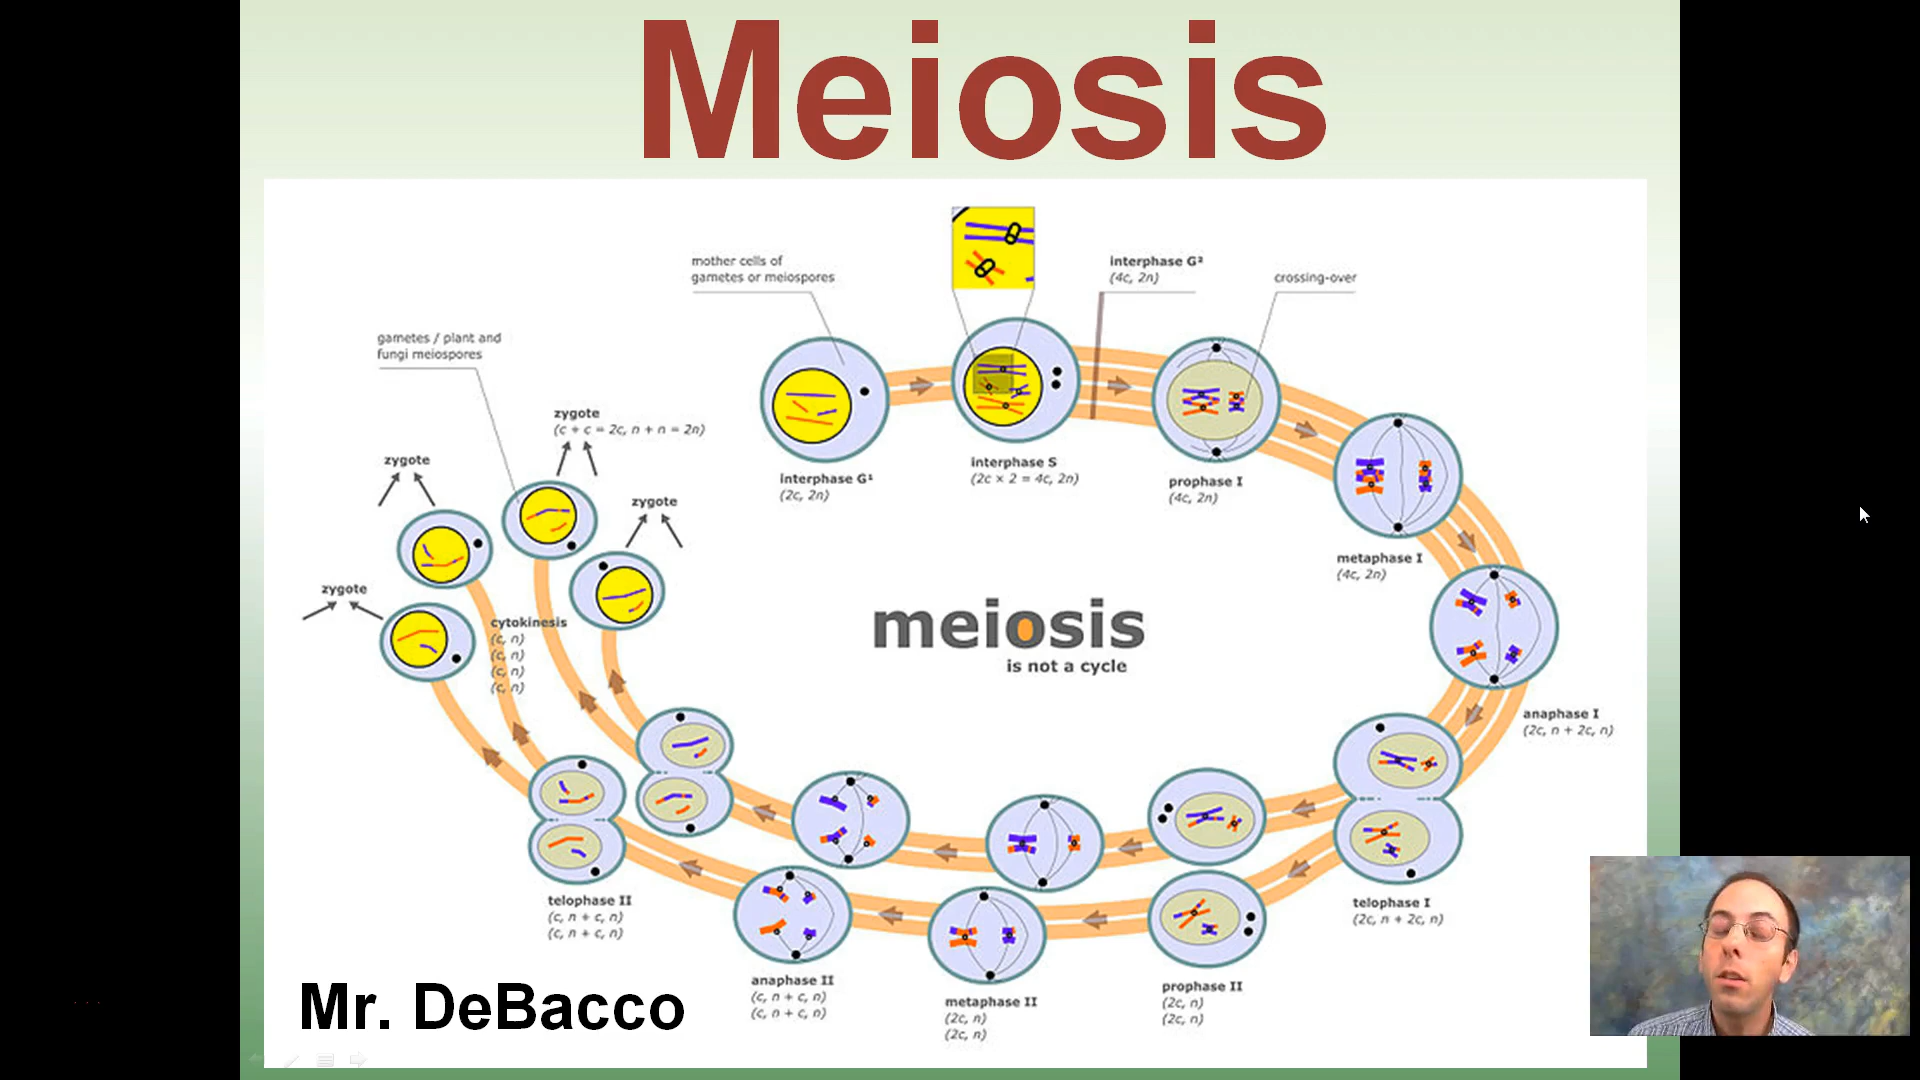 Meiosis
mother cells of
gametes or meiospores
interphase G²
(4c, 2n)
crossing-over
gametes / plant and
fungi meiospores
zygote
(c + c = 2c, n + n = 2n)
zygote
zygote
zygote
interphase G¹
(2c, 2n)
interphase S
(2c × 2 = 4c, 2n)
prophase I
(4c, 2n)
metaphase I
(4c, 2n)
cytokinesis
(c, n)
(c, n)
(c, n)
(c, n)
meiosis
is not a cycle
anaphase I
(2c, n + 2c, n)
telophase I
(2c, n + 2c, n)
telophase II
(c, n + c, n)
(c, n + c, n)
anaphase II
(c, n + c, n)
(c, n + c, n)
metaphase II
(2c, n)
(2c, n)
prophase II
(2c, n)
(2c, n)
Mr. DeBacco